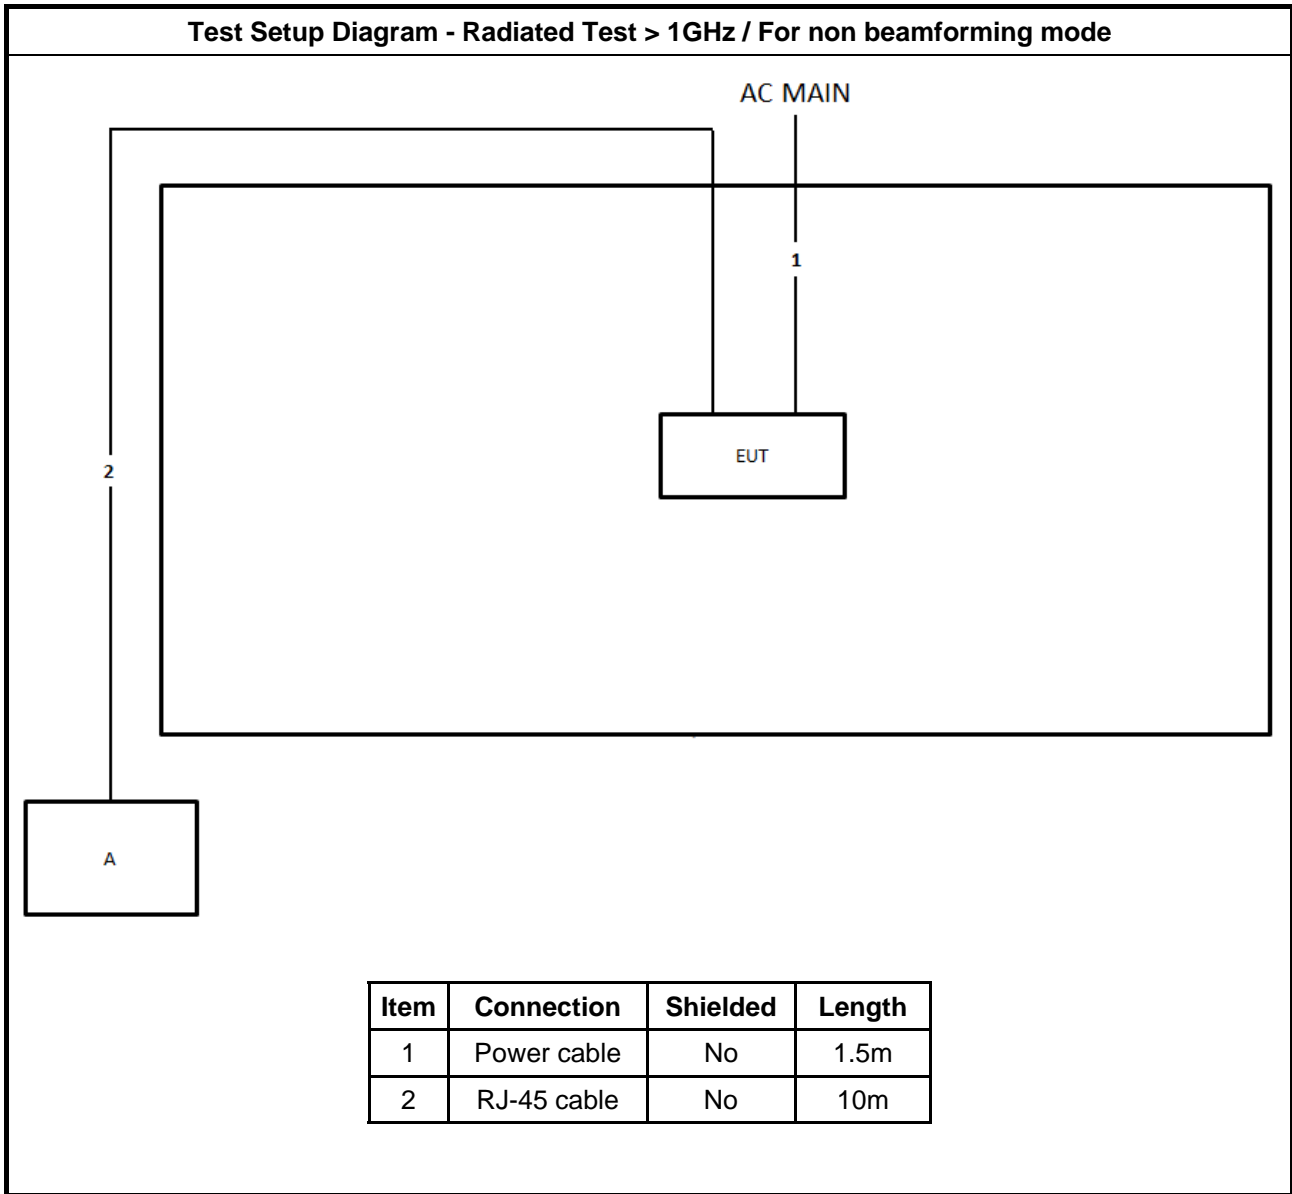 Test Setup Diagram - Radiated Test > 1GHz / For non beamforming mode
AC MAIN
1
EUT
2
A
Item Connection Shielded Length
1 Power cable No 1.5m
2 RJ-45 cable No 10m